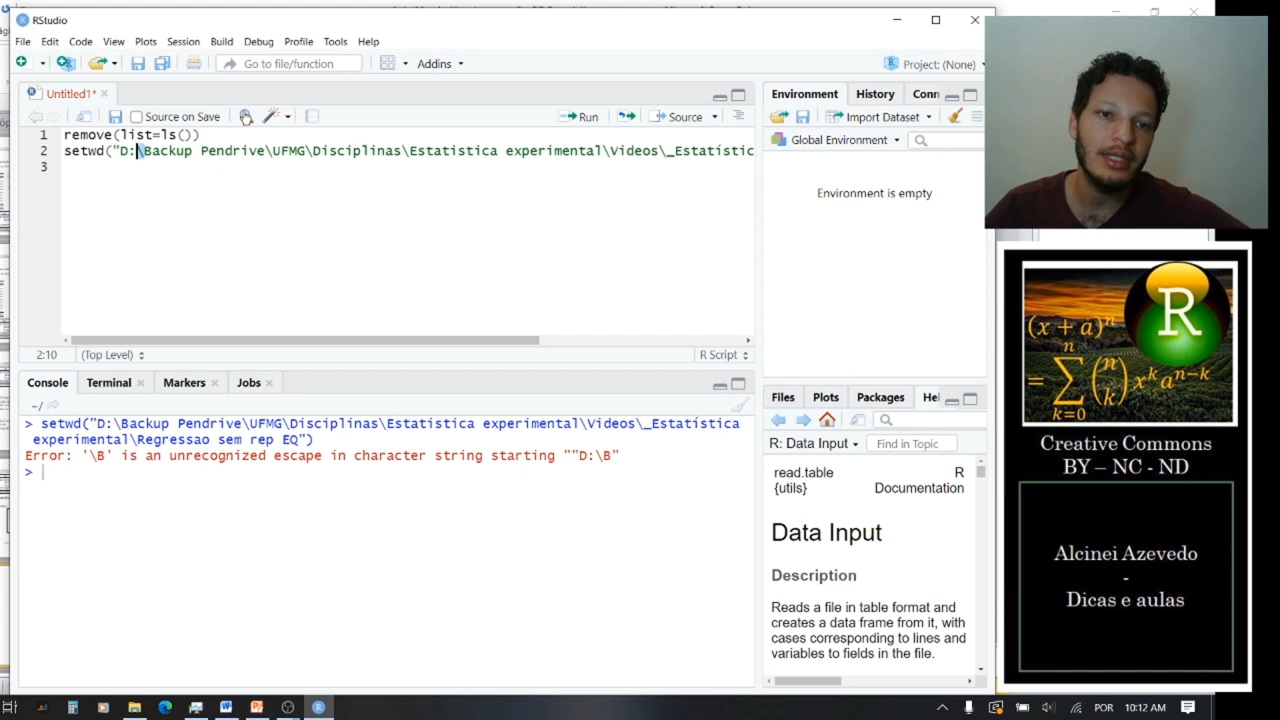 RStudio
File Edit Code View Plots Session Build Debug Profile Tools Help
Go to file/function
Addins
Project: (None)
Untitled1*
Source on Save
Run
Source
1 remove(list=ls())
2 setwd("D:\Backup Pendrive\UFMG\Disciplinas\Estatistica experimental\Videos\_Estatístic
3
2:10 (Top Level) R Script
Console Terminal Markers Jobs
~/
> setwd("D:\Backup Pendrive\UFMG\Disciplinas\Estatistica experimental\Videos\_Estatística
experimental\Regressao sem rep EQ")
Error: '\B' is an unrecognized escape in character string starting ""D:\B"
>
Environment History Conn
Import Dataset
Global Environment
Environment is empty
Files Plots Packages Hel
R: Data Input Find in Topic
read.table R
{utils} Documentation
Data Input
Description
Reads a file in table format and
creates a data frame from it, with
cases corresponding to lines and
variables to fields in the file.
R
(x + a)^n
= ∑ n k=0 (n k) x^k a^{n−k}
Creative Commons
BY – NC - ND
Alcinei Azevedo
-
Dicas e aulas
POR 10:12 AM